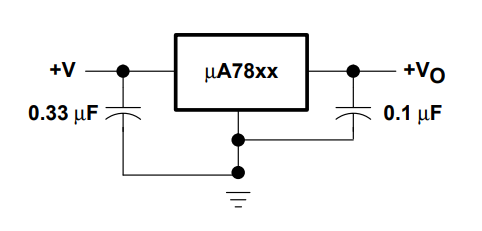 +V
µA78xx
+VO
0.33 µF
0.1 µF